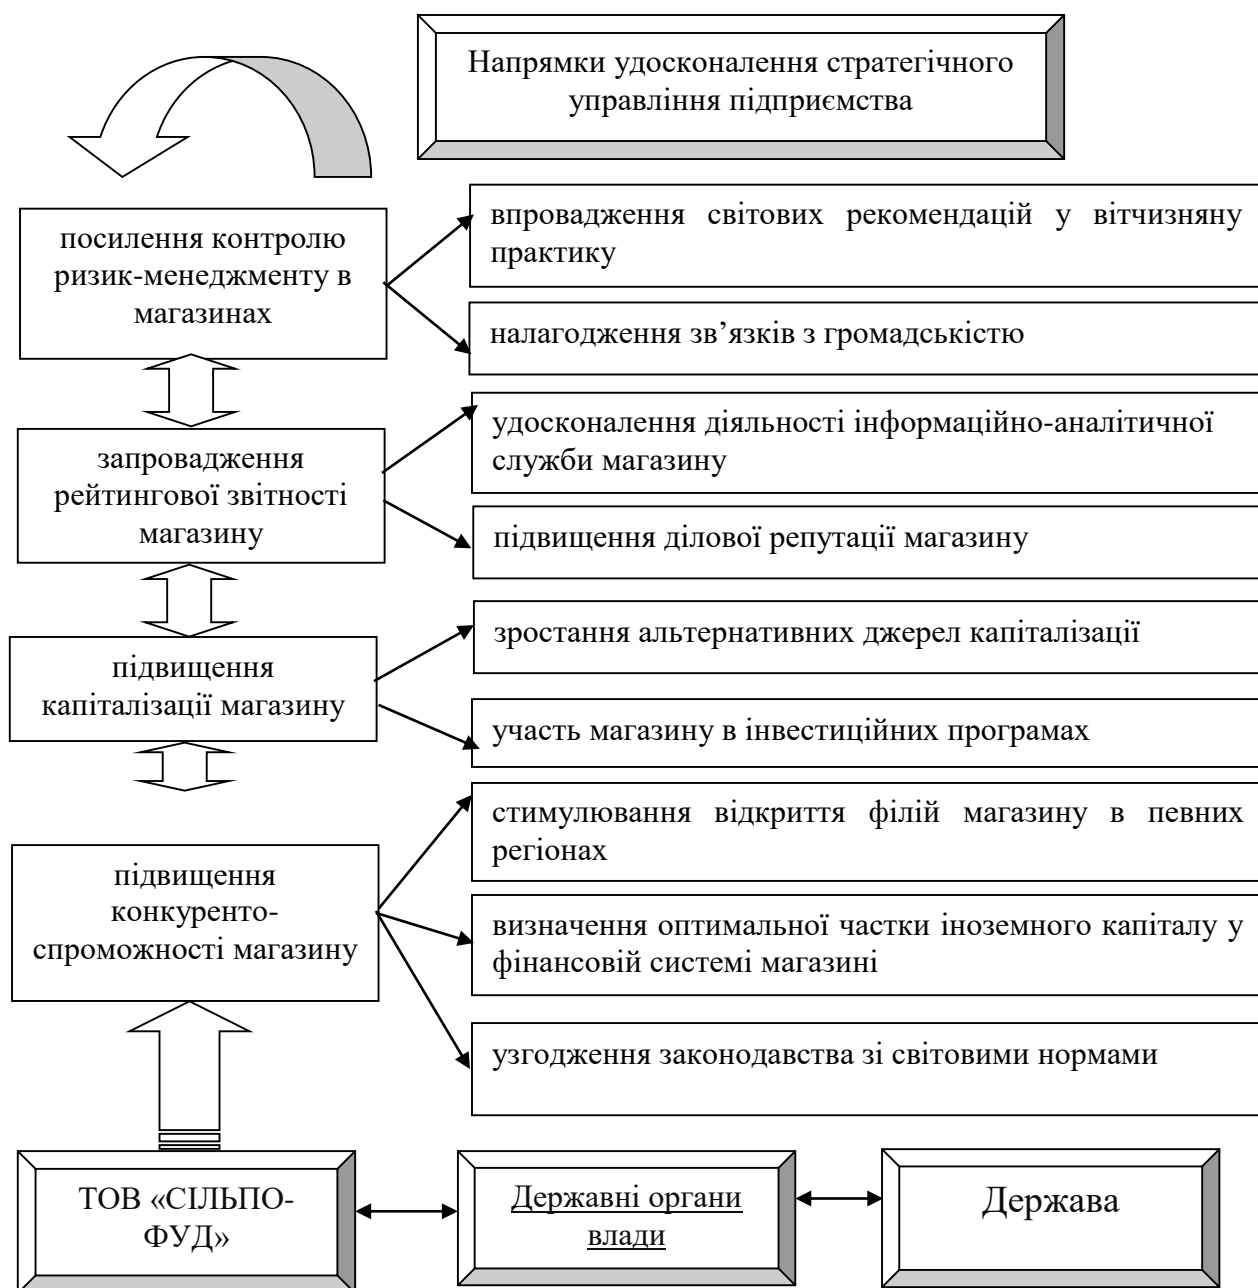 Напрямки удосконалення стратегічного
управління підприємства
посилення контролю
ризик-менеджменту в
магазинах
впровадження світових рекомендацій у вітчизняну
практику
налагодження зв’язків з громадськістю
запровадження
рейтингової звітності
магазину
удосконалення діяльності інформаційно-аналітичної
служби магазину
підвищення ділової репутації магазину
підвищення
капіталізації магазину
зростання альтернативних джерел капіталізації
участь магазину в інвестиційних програмах
підвищення
конкуренто-
спроможності магазину
стимулювання відкриття філій магазину в певних
регіонах
визначення оптимальної частки іноземного капіталу у
фінансовій системі магазині
узгодження законодавства зі світовими нормами
ТОВ «СІЛЬПО-
ФУД»
Державні органи
влади
Держава